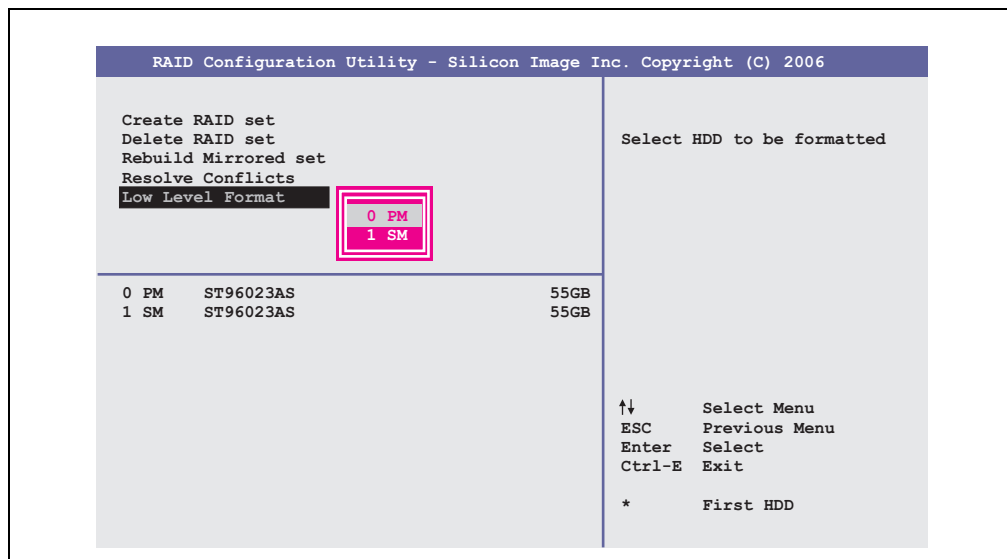 RAID Configuration Utility - Silicon Image Inc. Copyright (C) 2006
Create RAID set
Delete RAID set
Rebuild Mirrored set
Resolve Conflicts
Low Level Format
0 PM
1 SM
Select HDD to be formatted
0 PM ST96023AS 55GB
1 SM ST96023AS 55GB
↑↓ Select Menu
ESC Previous Menu
Enter Select
Ctrl-E Exit
* First HDD